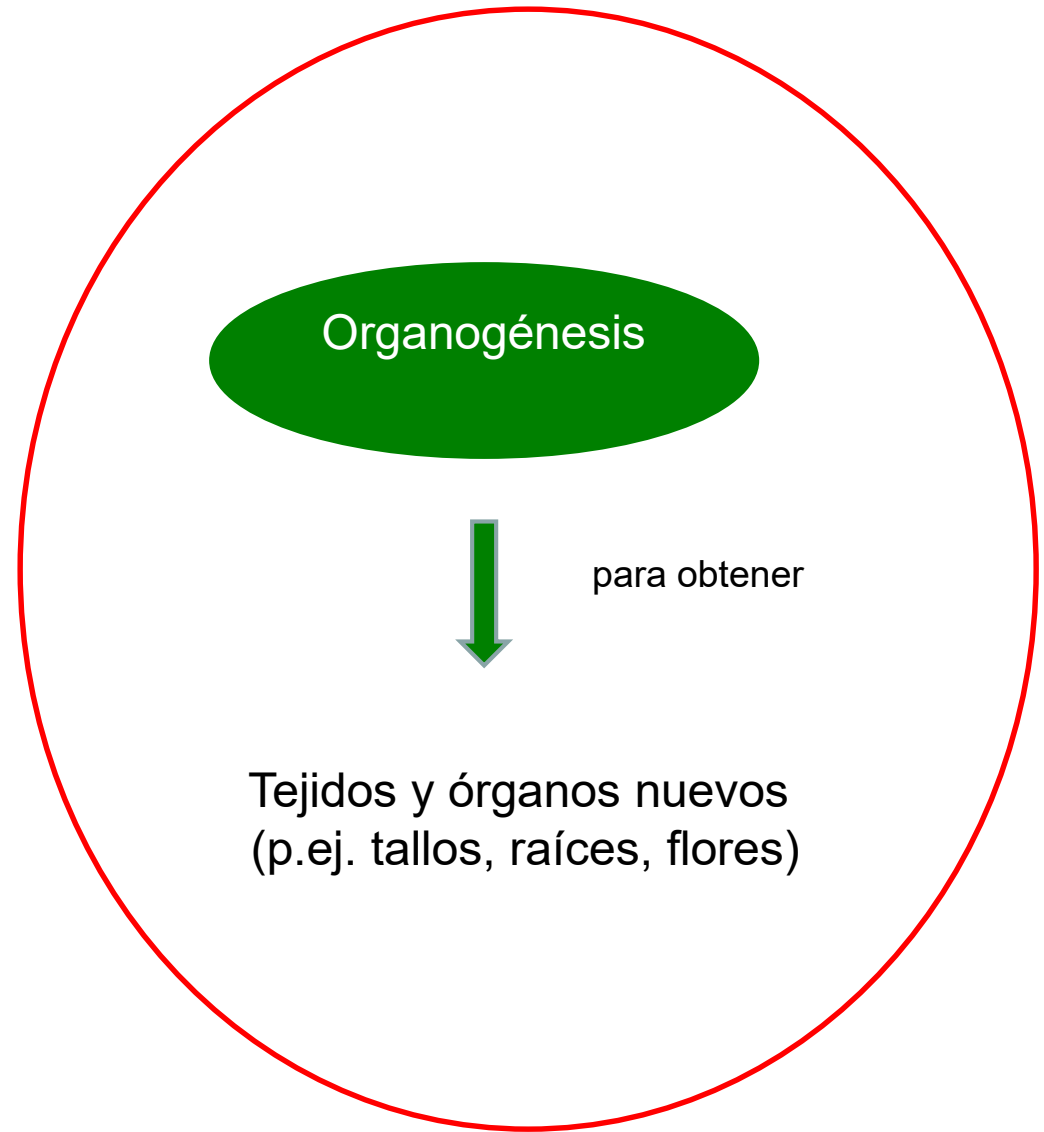 Organogénesis
para obtener
Tejidos y órganos nuevos
(p.ej. tallos, raíces, flores)